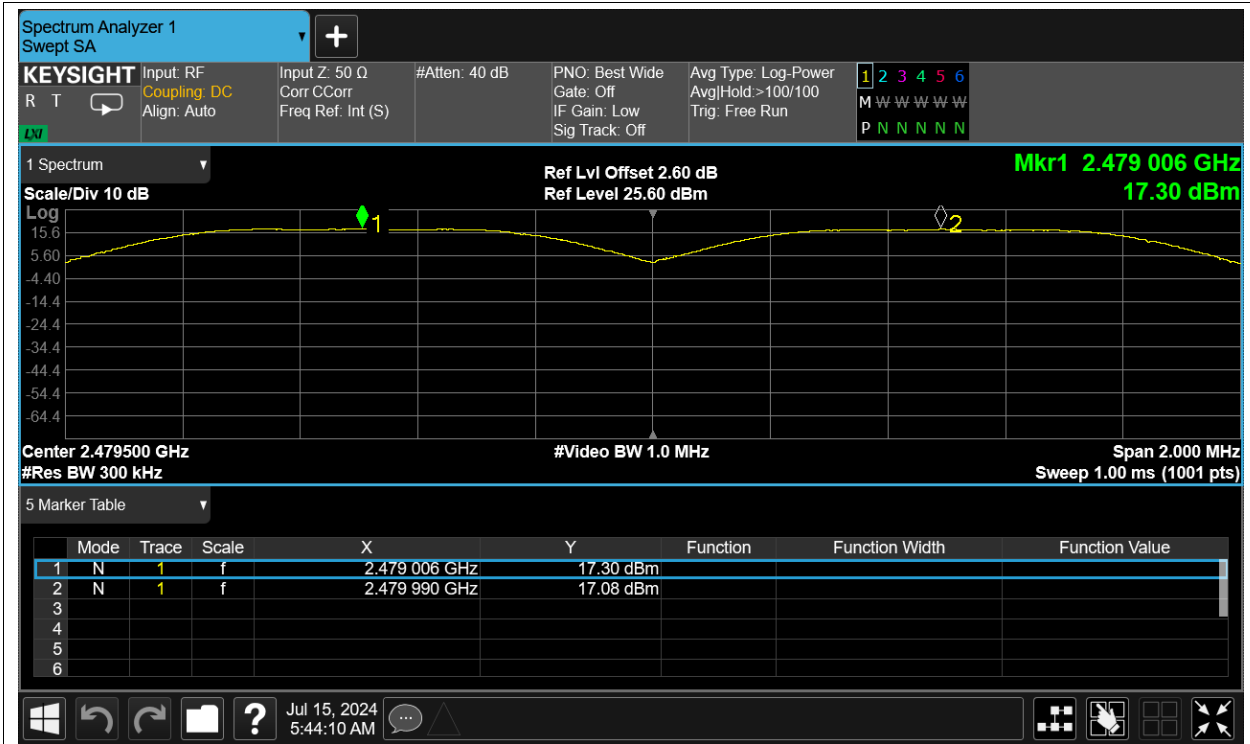 Spectrum Analyzer 1
Swept SA
KEYSIGHT
R T
LXI
Input: RF
Coupling: DC
Align: Auto
Input Z: 50 Ω
Corr CCorr
Freq Ref: Int (S)
#Atten: 40 dB
PNO: Best Wide
Gate: Off
IF Gain: Low
Sig Track: Off
Avg Type: Log-Power
Avg|Hold:>100/100
Trig: Free Run
1 2 3 4 5 6
M W W W W W
P N N N N N
1 Spectrum
Scale/Div 10 dB
Ref Lvl Offset 2.60 dB
Ref Level 25.60 dBm
Mkr1 2.479 006 GHz
17.30 dBm
Log
15.6
5.60
-4.40
-14.4
-24.4
-34.4
-44.4
-54.4
-64.4
1
2
Center 2.479500 GHz
#Video BW 1.0 MHz
Span 2.000 MHz
#Res BW 300 kHz
Sweep 1.00 ms (1001 pts)
5 Marker Table
Mode Trace Scale X Y Function Function Width Function Value
1 N 1 f 2.479 006 GHz 17.30 dBm
2 N 1 f 2.479 990 GHz 17.08 dBm
3
4
5
6
?
Jul 15, 2024
5:44:10 AM